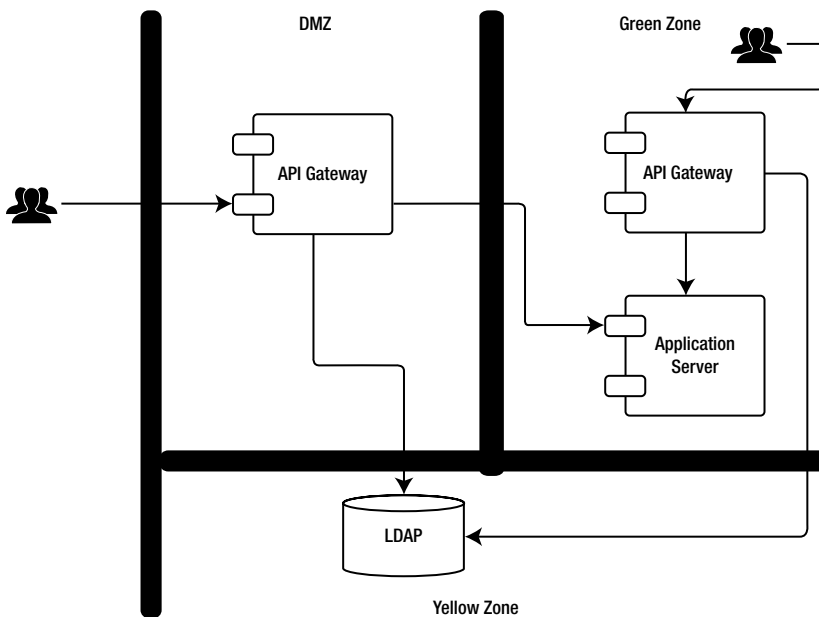 DMZ
Green Zone
API Gateway
API Gateway
Application
Server
LDAP
Yellow Zone